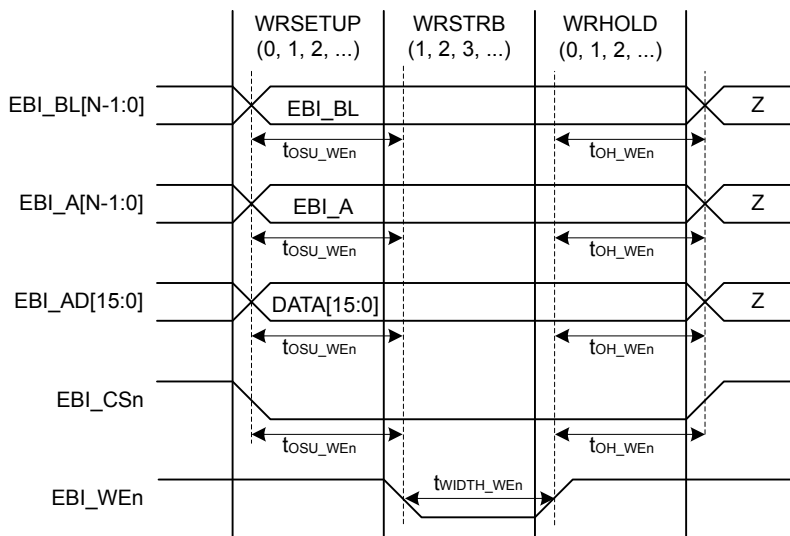 WRSETUP WRSTRB WRHOLD
(0, 1, 2, ...) (1, 2, 3, ...) (0, 1, 2, ...)
EBI_BL[N-1:0] EBI_BL Z
tOSU_WEn tOH_WEn
EBI_A[N-1:0] EBI_A Z
tOSU_WEn tOH_WEn
EBI_AD[15:0] DATA[15:0] Z
tOSU_WEn tOH_WEn
EBI_CSn
tOSU_WEn tOH_WEn
EBI_WEn tWIDTH_WEn